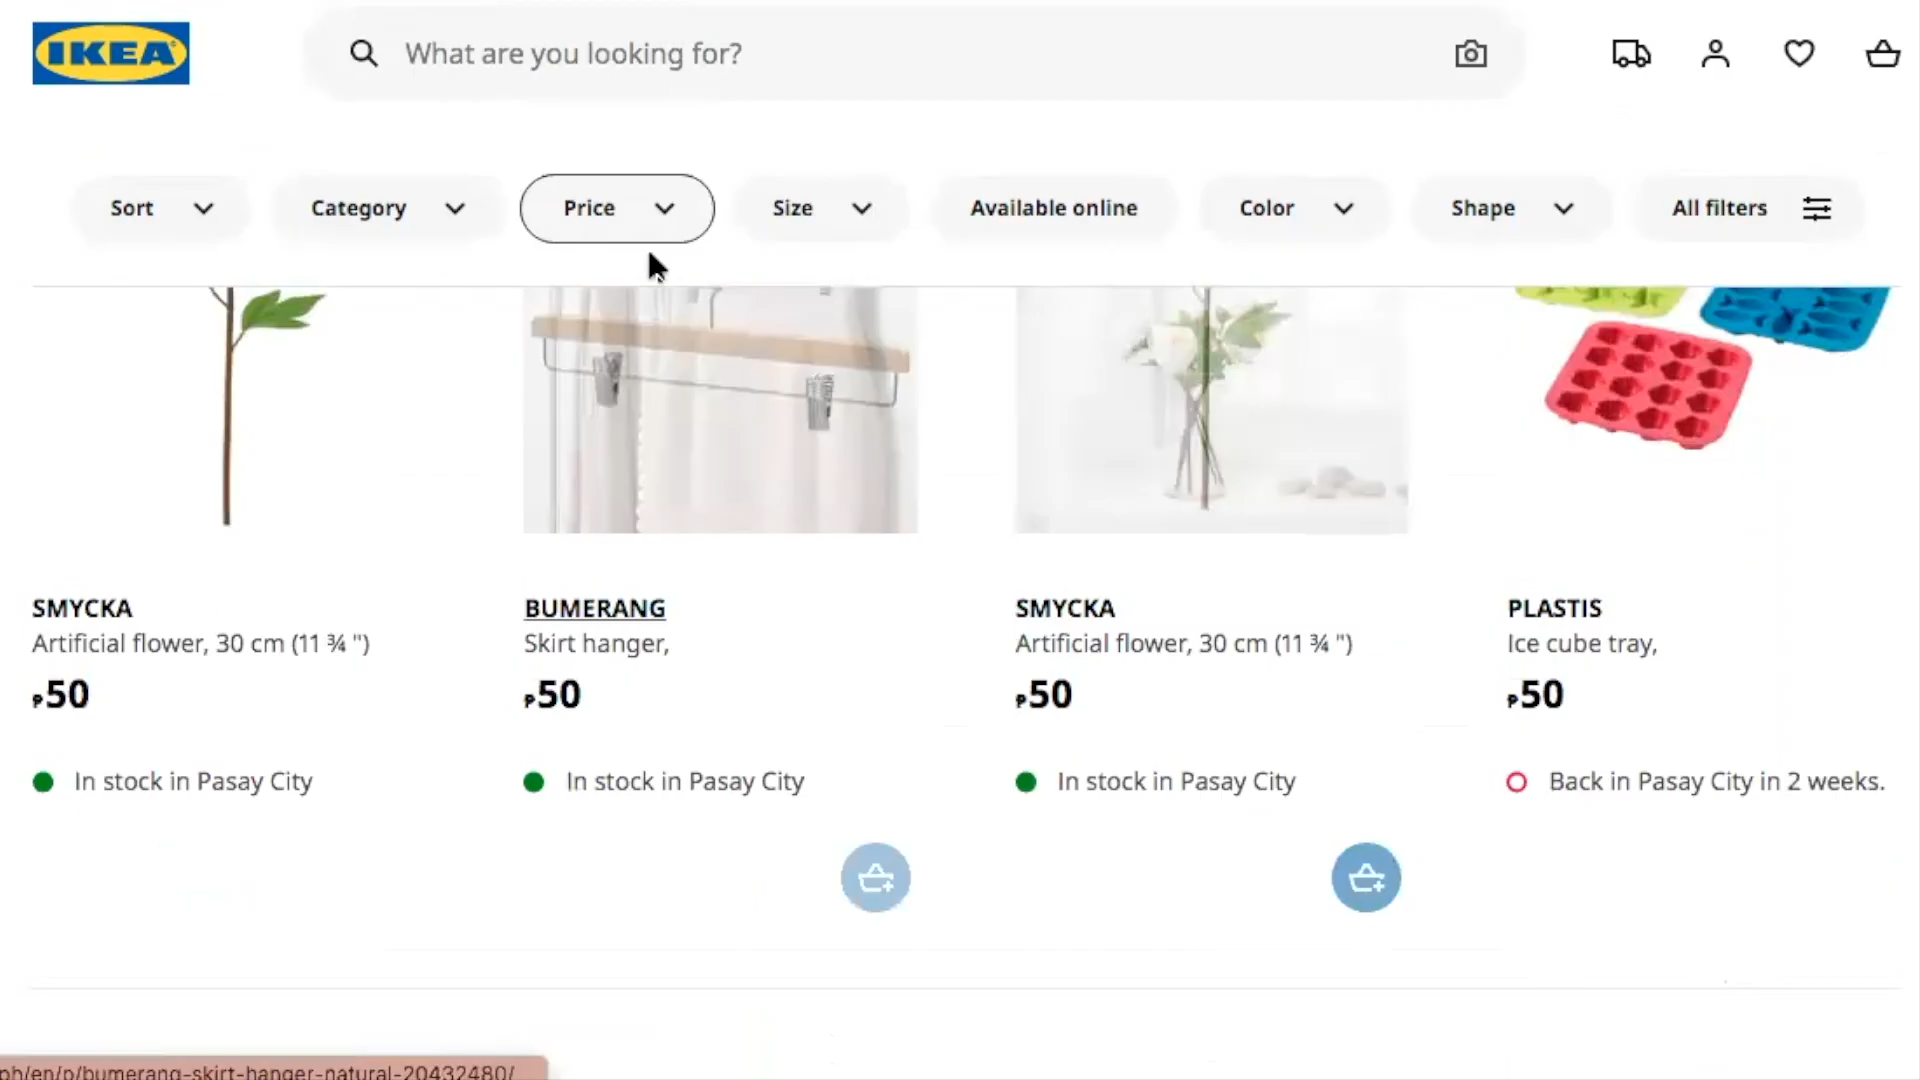 IKEA
What are you looking for?
Sort
Category
Price
Size
Available online
Color
Shape
All filters
SMYCKA
Artificial flower, 30 cm (11 ¾ ")
₱50
In stock in Pasay City
BUMERANG
Skirt hanger,
₱50
In stock in Pasay City
SMYCKA
Artificial flower, 30 cm (11 ¾ ")
₱50
In stock in Pasay City
PLASTIS
Ice cube tray,
₱50
Back in Pasay City in 2 weeks.
ph/en/p/bumerang-skirt-hanger-natural-20432480/